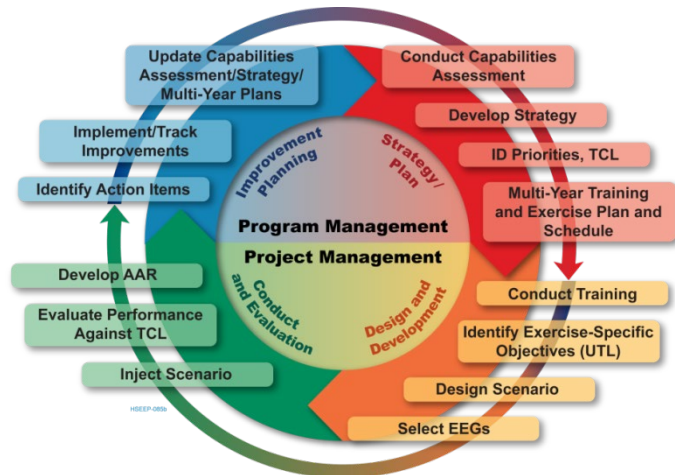 Update Capabilities
Assessment/Strategy/
Multi-Year Plans
Implement/Track
Improvements
Identify Action Items
Conduct Capabilities
Assessment
Develop Strategy
ID Priorities, TCL
Multi-Year Training
and Exercise Plan and
Schedule
Improvement
Planning
Strategy/
Plan
Program Management
Project Management
Conduct
and Evaluation
Design and
Development
Develop AAR
Evaluate Performance
Against TCL
Inject Scenario
Conduct Training
Identify Exercise-Specific
Objectives (UTL)
Design Scenario
Select EEGs
HSEEP-085b